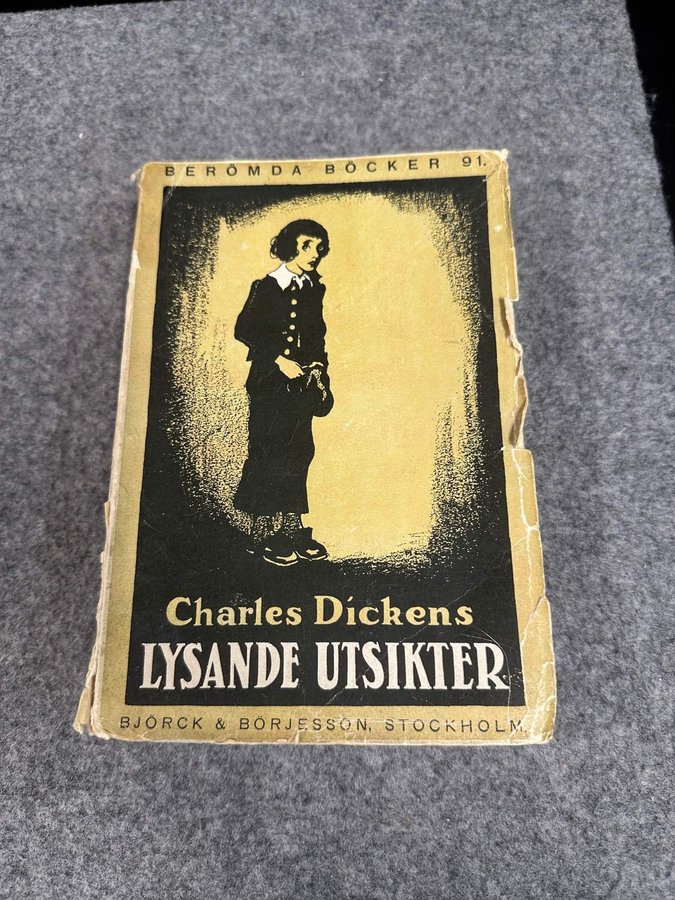 BERÖMDA BÖCKER 91.
Charles Dickens
LYSANDE UTSIKTER
BJÖRCK & BÖRJESSON, STOCKHOLM.